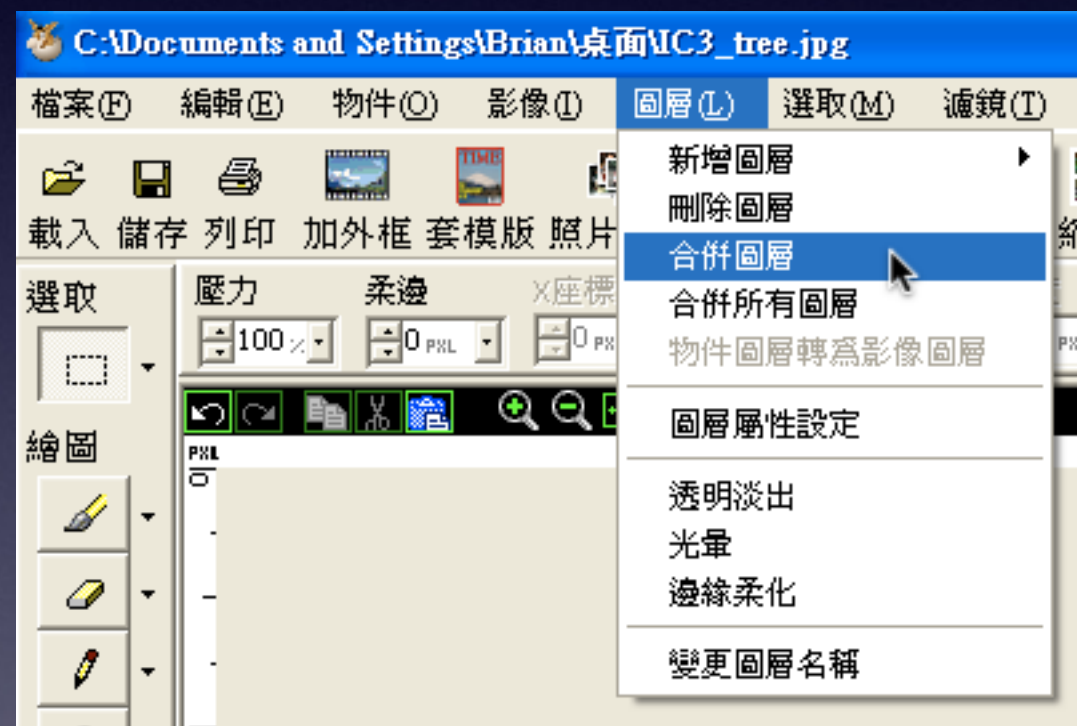 C:\Documents and Settings\Brian\桌面\IC3_tree.jpg
檔案(F) 編輯(E) 物件(O) 影像(I) 圖層(L) 選取(M) 濾鏡(T)
TIME
載入 儲存 列印 加外框 套模版 照片
選取
壓力 柔邊 X座標
100 % 0 PXL 0
繪圖
PXL
0
新增圖層
刪除圖層
合併圖層
合併所有圖層
物件圖層轉為影像圖層
圖層屬性設定
透明淡出
光暈
邊緣柔化
變更圖層名稱